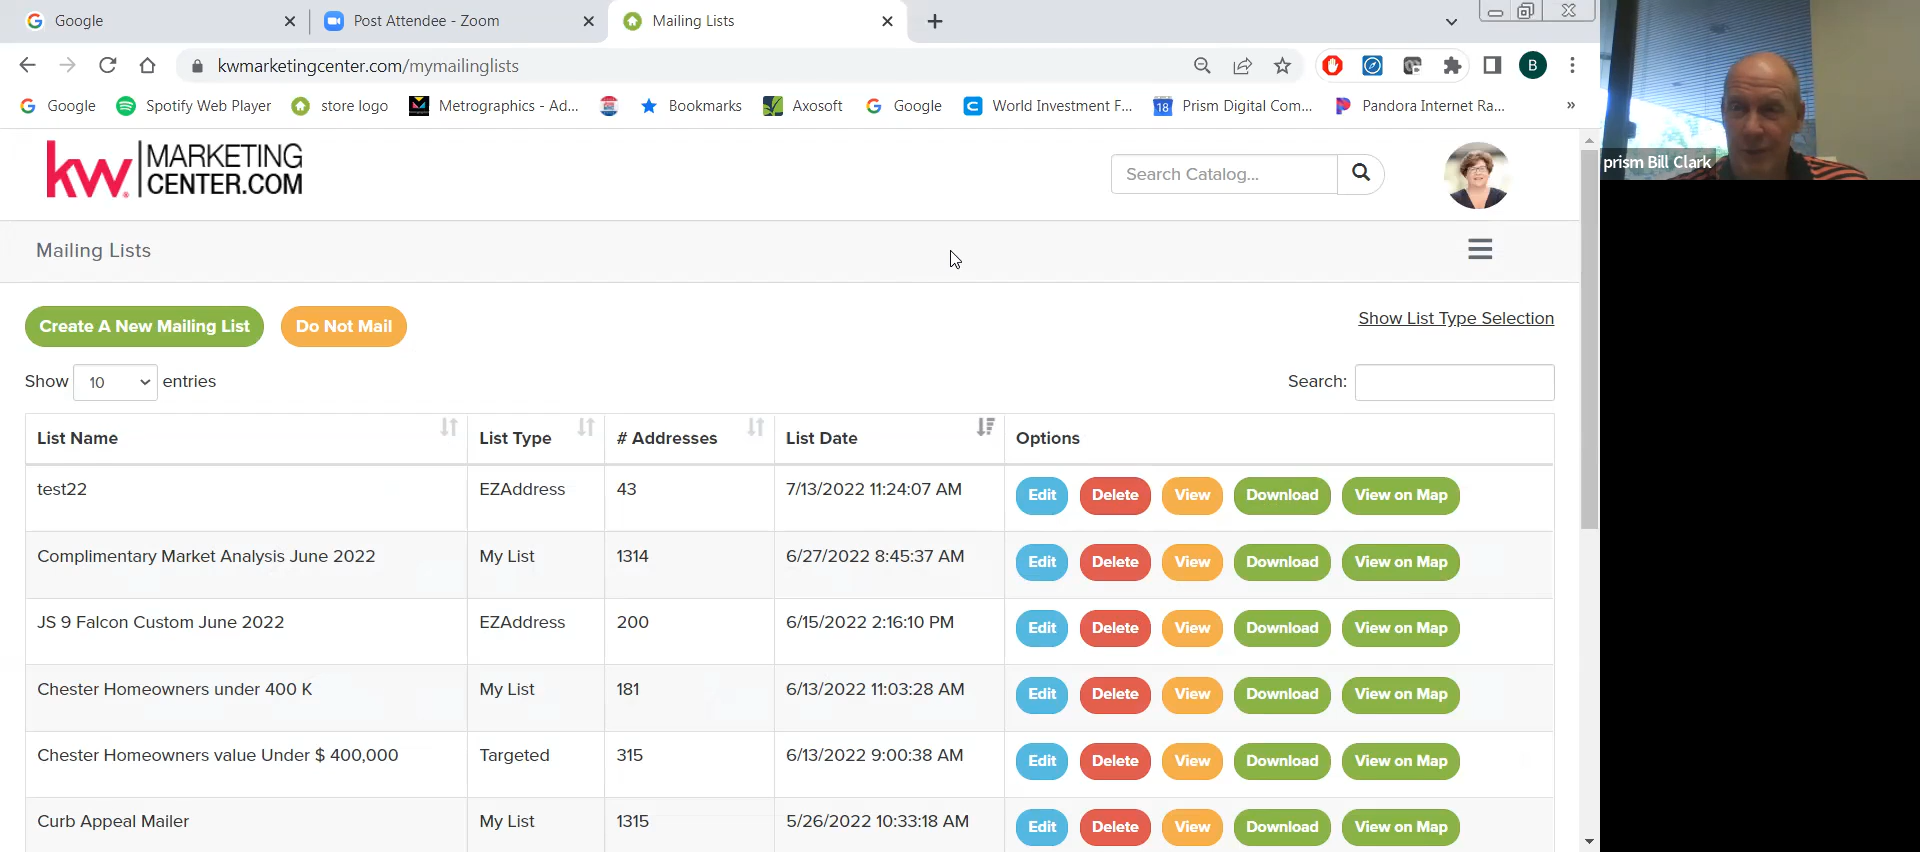 Google
Post Attendee - Zoom
Mailing Lists
kwmarketingcenter.com/mymailinglists
B
Google
Spotify Web Player
store logo
Metrographics - Ad...
Bookmarks
Axosoft
Google
World Investment F...
18
Prism Digital Com...
Pandora Internet Ra...
»
kw MARKETING
CENTER.COM
Search Catalog...
prism Bill Clark
Mailing Lists
Create A New Mailing List
Do Not Mail
Show List Type Selection
Show 10 entries
Search:
List Name List Type # Addresses List Date Options
test22 EZAddress 43 7/13/2022 11:24:07 AM Edit Delete View Download View on Map
Complimentary Market Analysis June 2022 My List 1314 6/27/2022 8:45:37 AM Edit Delete View Download View on Map
JS 9 Falcon Custom June 2022 EZAddress 200 6/15/2022 2:16:10 PM Edit Delete View Download View on Map
Chester Homeowners under 400 K My List 181 6/13/2022 11:03:28 AM Edit Delete View Download View on Map
Chester Homeowners value Under $ 400,000 Targeted 315 6/13/2022 9:00:38 AM Edit Delete View Download View on Map
Curb Appeal Mailer My List 1315 5/26/2022 10:33:18 AM Edit Delete View Download View on Map